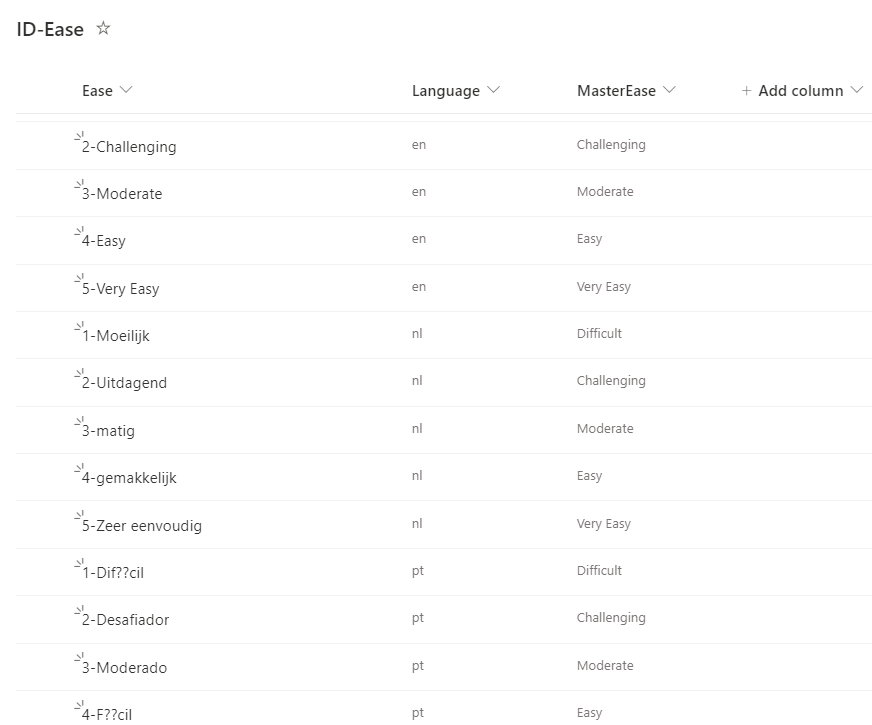 ID-Ease
Ease Language MasterEase + Add column
2-Challenging en Challenging
3-Moderate en Moderate
4-Easy en Easy
5-Very Easy en Very Easy
1-Moeilijk nl Difficult
2-Uitdagend nl Challenging
3-matig nl Moderate
4-gemakkelijk nl Easy
5-Zeer eenvoudig nl Very Easy
1-Dif??cil pt Difficult
2-Desafiador pt Challenging
3-Moderado pt Moderate
4-F??cil pt Easy